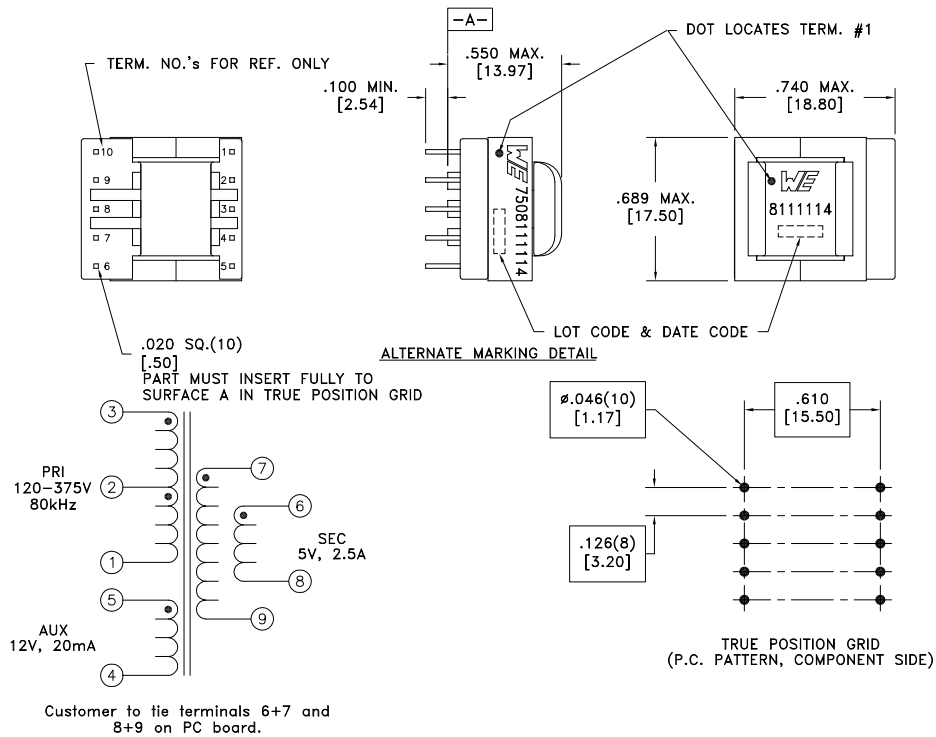 -A-
DOT LOCATES TERM. #1
.550 MAX.
[13.97]
TERM. NO.'s FOR REF. ONLY
.100 MIN.
[2.54]
.740 MAX.
[18.80]
10
9
8
7
6
1
2
3
4
5
WE 7508111114
.689 MAX.
[17.50]
WE
8111114
LOT CODE & DATE CODE
ALTERNATE MARKING DETAIL
.020 SQ.(10)
[.50]
PART MUST INSERT FULLY TO
SURFACE A IN TRUE POSITION GRID
3
PRI
120-375V
80kHz
2
1
5
AUX
12V, 20mA
4
7
6
SEC
5V, 2.5A
8
9
Customer to tie terminals 6+7 and
8+9 on PC board.
ø.046(10)
[1.17]
.610
[15.50]
.126(8)
[3.20]
TRUE POSITION GRID
(P.C. PATTERN, COMPONENT SIDE)